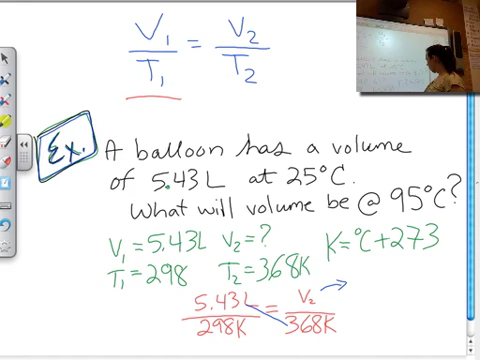 V₁/T₁ = V₂/T₂
Ex. A balloon has a volume
of 5.43 L at 25°C.
What will volume be @ 95°C?
V₁ = 5.43L V₂ = ? K = °C + 273
T₁ = 298 T₂ = 368K
5.43L/298K = V₂/368K